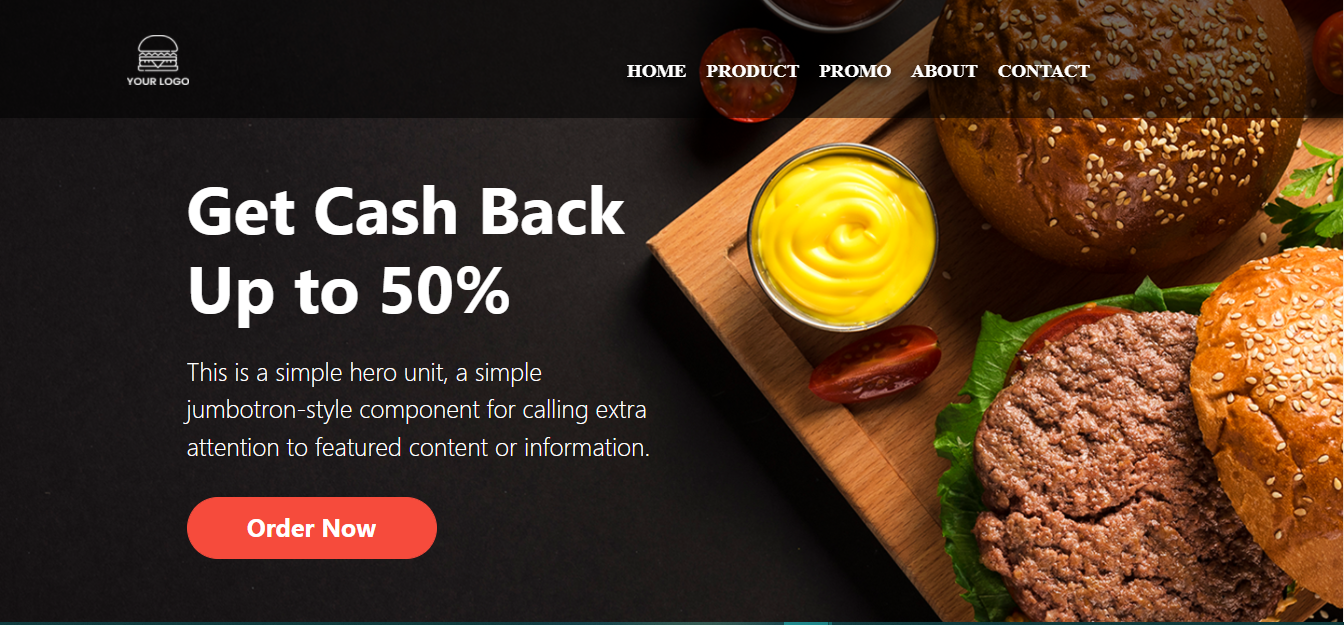 YOUR LOGO
HOME PRODUCT PROMO ABOUT CONTACT
Get Cash Back
Up to 50%
This is a simple hero unit, a simple
jumbotron-style component for calling extra
attention to featured content or information.
Order Now